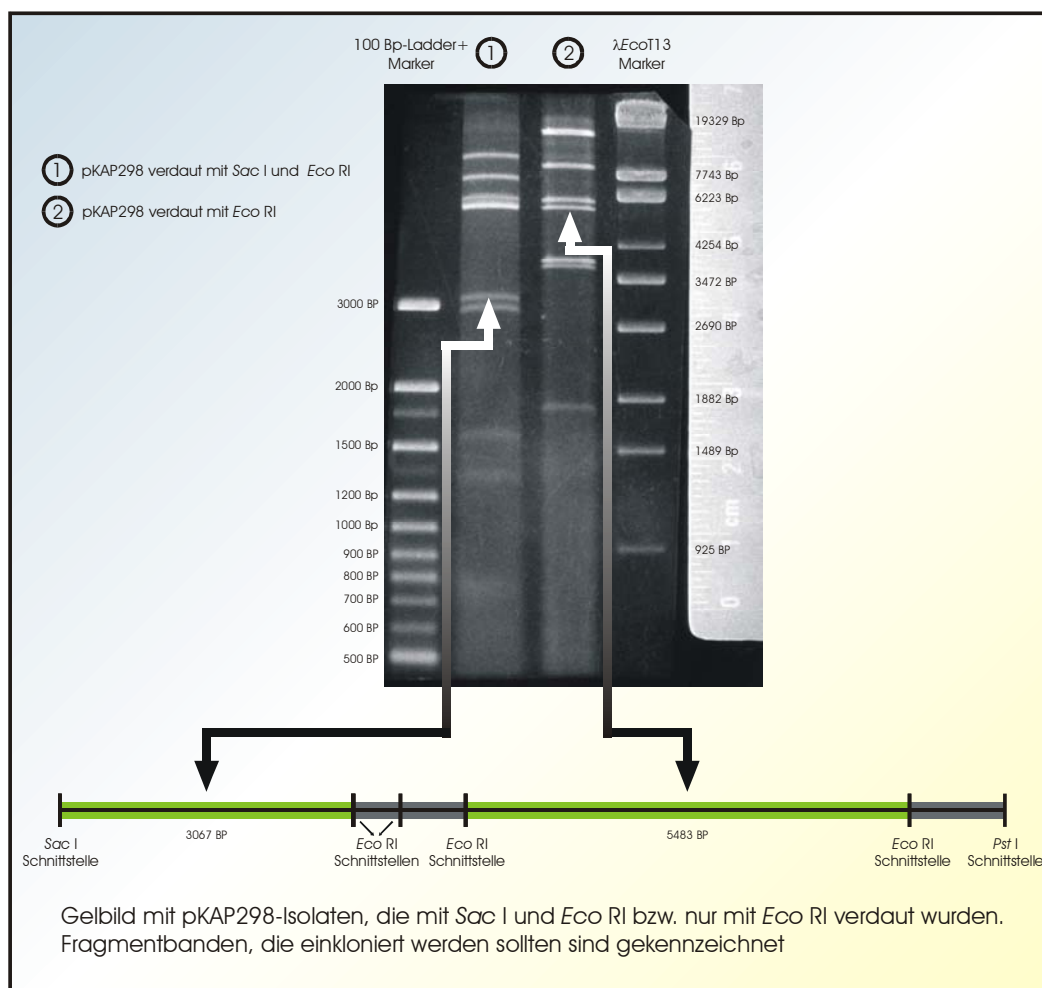 100 Bp-Ladder+
Marker
1
2
λEcoT13
Marker
1 pKAP298 verdaut mit Sac I und Eco RI
2 pKAP298 verdaut mit Eco RI
3000 BP
2000 Bp
1500 Bp
1200 Bp
1000 Bp
900 BP
800 BP
700 BP
600 BP
500 BP
19329 Bp
7743 Bp
6223 Bp
4254 Bp
3472 BP
2690 BP
1882 Bp
1489 Bp
925 BP
2
1 cm
0
Sac I
Schnittstelle
3067 BP
Eco RI
Schnittstellen
Eco RI
Schnittstelle
5483 BP
Eco RI
Schnittstelle
Pst I
Schnittstelle
Gelbild mit pKAP298-Isolaten, die mit Sac I und Eco RI bzw. nur mit Eco RI verdaut wurden.
Fragmentbanden, die einkloniert werden sollten sind gekennzeichnet